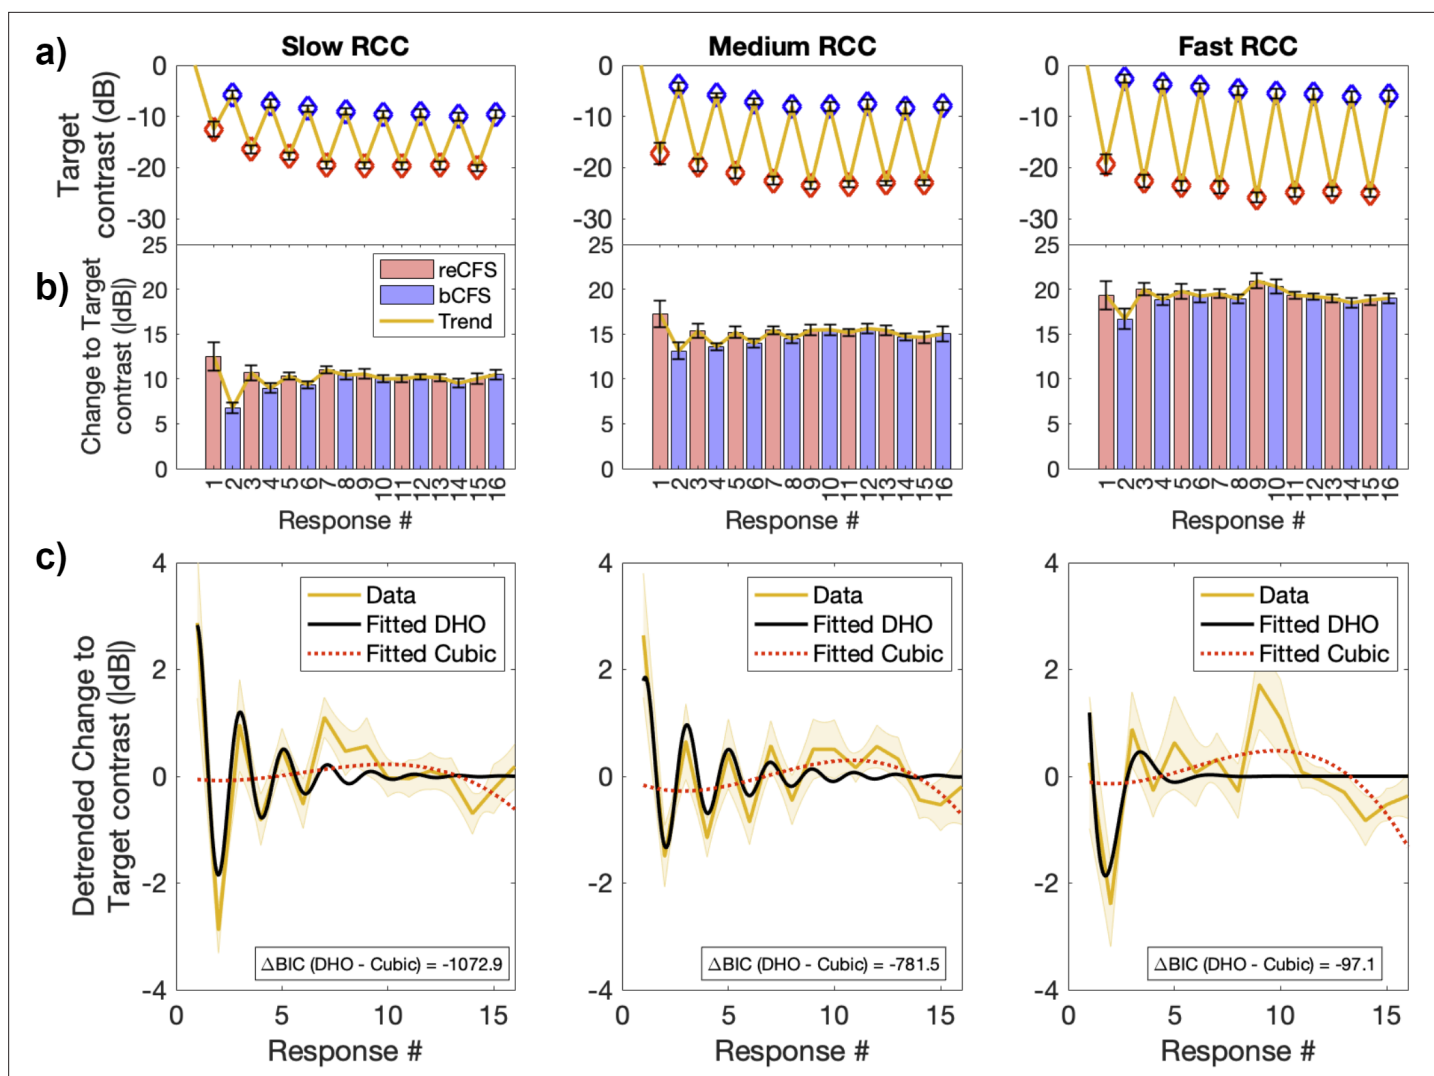 a)
Slow RCC
Medium RCC
Fast RCC
Target
contrast (dB)
0
-10
-20
-30
0
-10
-20
-30
0
-10
-20
-30
b)
Change to Target
contrast (|dB|)
25
20
15
10
5
0
reCFS
bCFS
Trend
25
20
15
10
5
0
25
20
15
10
5
0
1 2 3 4 5 6 7 8 9 10 11 12 13 14 15 16
1 2 3 4 5 6 7 8 9 10 11 12 13 14 15 16
1 2 3 4 5 6 7 8 9 10 11 12 13 14 15 16
Response #
Response #
Response #
c)
Detrended Change to
Target contrast (|dB|)
4
2
0
-2
-4
Data
Fitted DHO
Fitted Cubic
ΔBIC (DHO - Cubic) = -1072.9
0 5 10 15
Response #
4
2
0
-2
-4
Data
Fitted DHO
Fitted Cubic
ΔBIC (DHO - Cubic) = -781.5
0 5 10 15
Response #
4
2
0
-2
-4
Data
Fitted DHO
Fitted Cubic
ΔBIC (DHO - Cubic) = -97.1
0 5 10 15
Response #